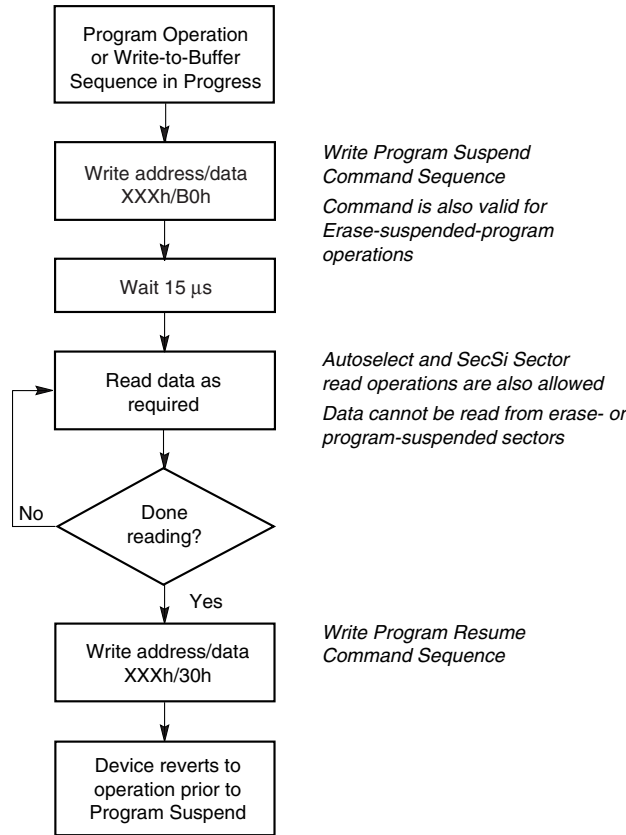 Program Operation
or Write-to-Buffer
Sequence in Progress
Write address/data
XXXh/B0h
Write Program Suspend
Command Sequence
Command is also valid for
Erase-suspended-program
operations
Wait 15 μs
Read data as
required
Autoselect and SecSi Sector
read operations are also allowed
Data cannot be read from erase- or
program-suspended sectors
No
Done
reading?
Yes
Write address/data
XXXh/30h
Write Program Resume
Command Sequence
Device reverts to
operation prior to
Program Suspend